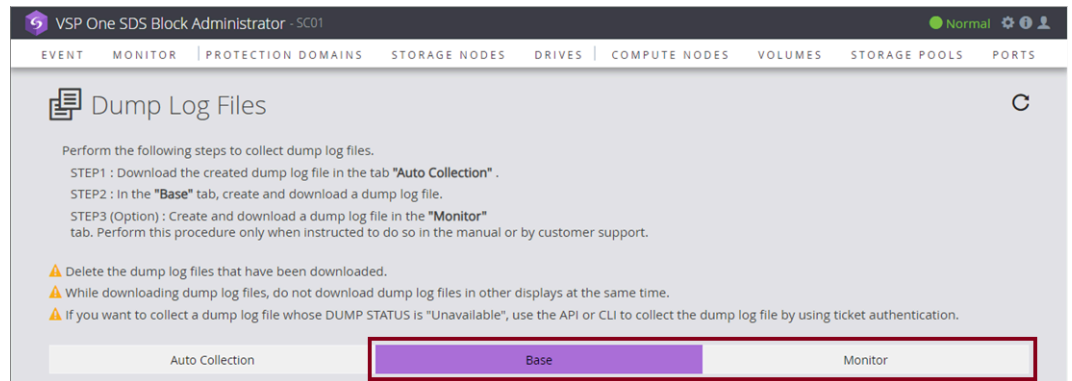 VSP One SDS Block Administrator - SC01 Normal
EVENT MONITOR PROTECTION DOMAINS STORAGE NODES DRIVES COMPUTE NODES VOLUMES STORAGE POOLS PORTS
Dump Log Files
Perform the following steps to collect dump log files.
STEP1 : Download the created dump log file in the tab "Auto Collection" .
STEP2 : In the "Base" tab, create and download a dump log file.
STEP3 (Option) : Create and download a dump log file in the "Monitor"
tab. Perform this procedure only when instructed to do so in the manual or by customer support.
Delete the dump log files that have been downloaded.
While downloading dump log files, do not download dump log files in other displays at the same time.
If you want to collect a dump log file whose DUMP STATUS is "Unavailable", use the API or CLI to collect the dump log file by using ticket authentication.
Auto Collection Base Monitor